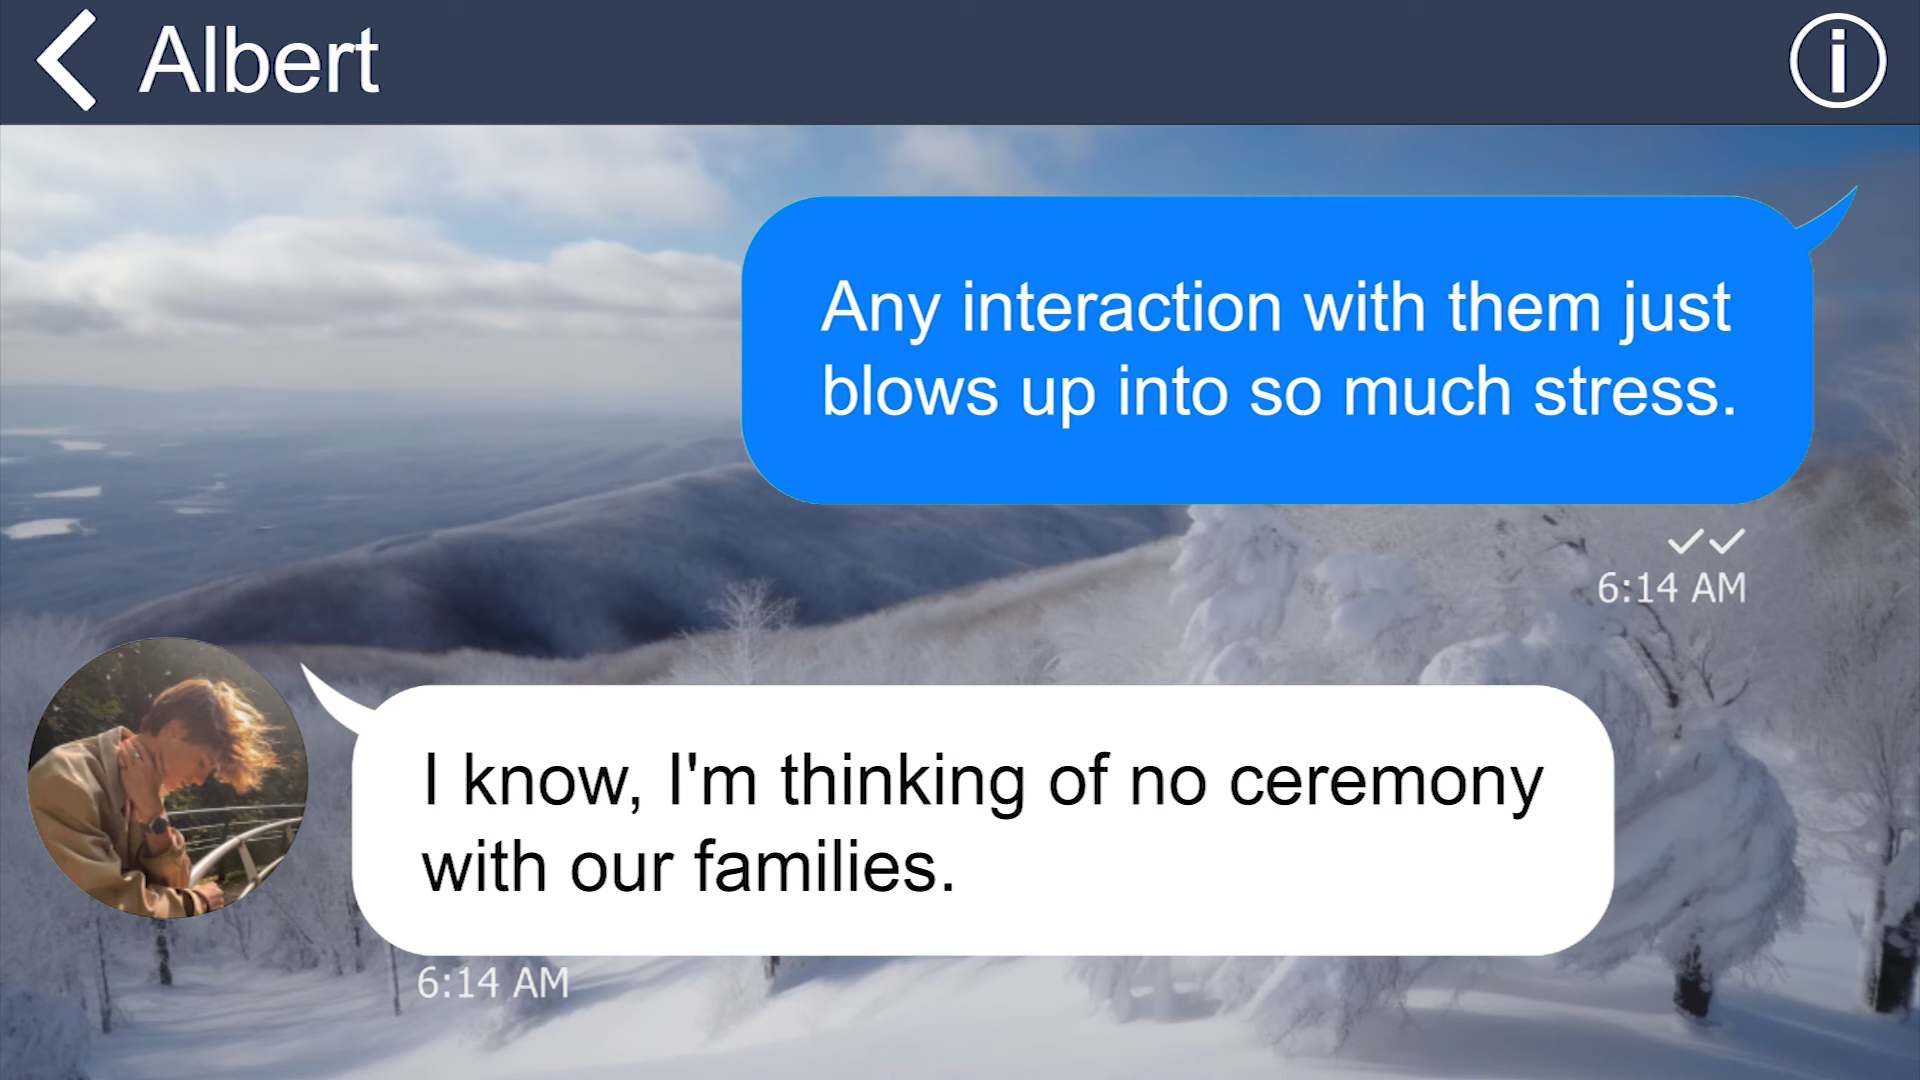 Albert
Any interaction with them just
blows up into so much stress.
6:14 AM
I know, I'm thinking of no ceremony
with our families.
6:14 AM